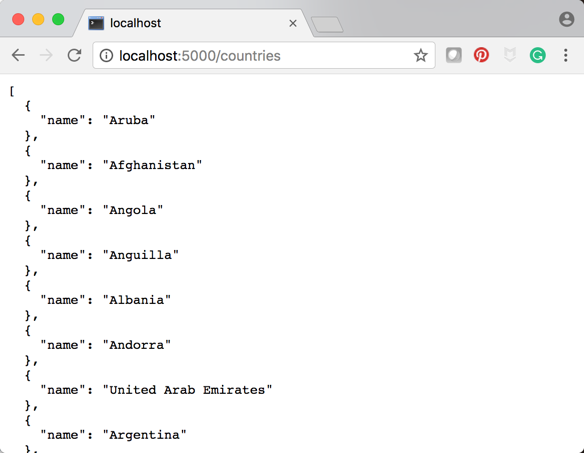 localhost
localhost:5000/countries
[
  {
    "name": "Aruba"
  },
  {
    "name": "Afghanistan"
  },
  {
    "name": "Angola"
  },
  {
    "name": "Anguilla"
  },
  {
    "name": "Albania"
  },
  {
    "name": "Andorra"
  },
  {
    "name": "United Arab Emirates"
  },
  {
    "name": "Argentina"
  },